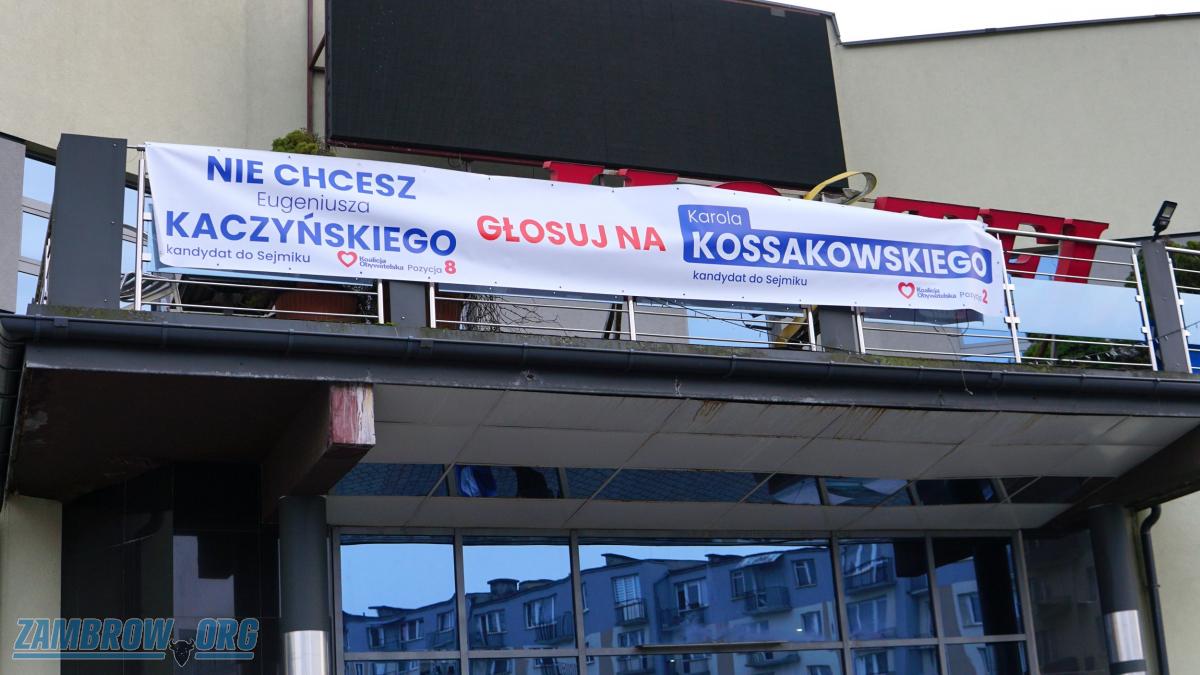 NIE CHCESZ
Eugeniusza
KACZYŃSKIEGO
kandydat do Sejmiku
Koalicja
Obywatelska Pozycja 8
GŁOSUJ NA
Karola
KOSSAKOWSKIEGO
kandydat do Sejmiku
Koalicja
Obywatelska Pozycja 2
ZAMBROW.ORG